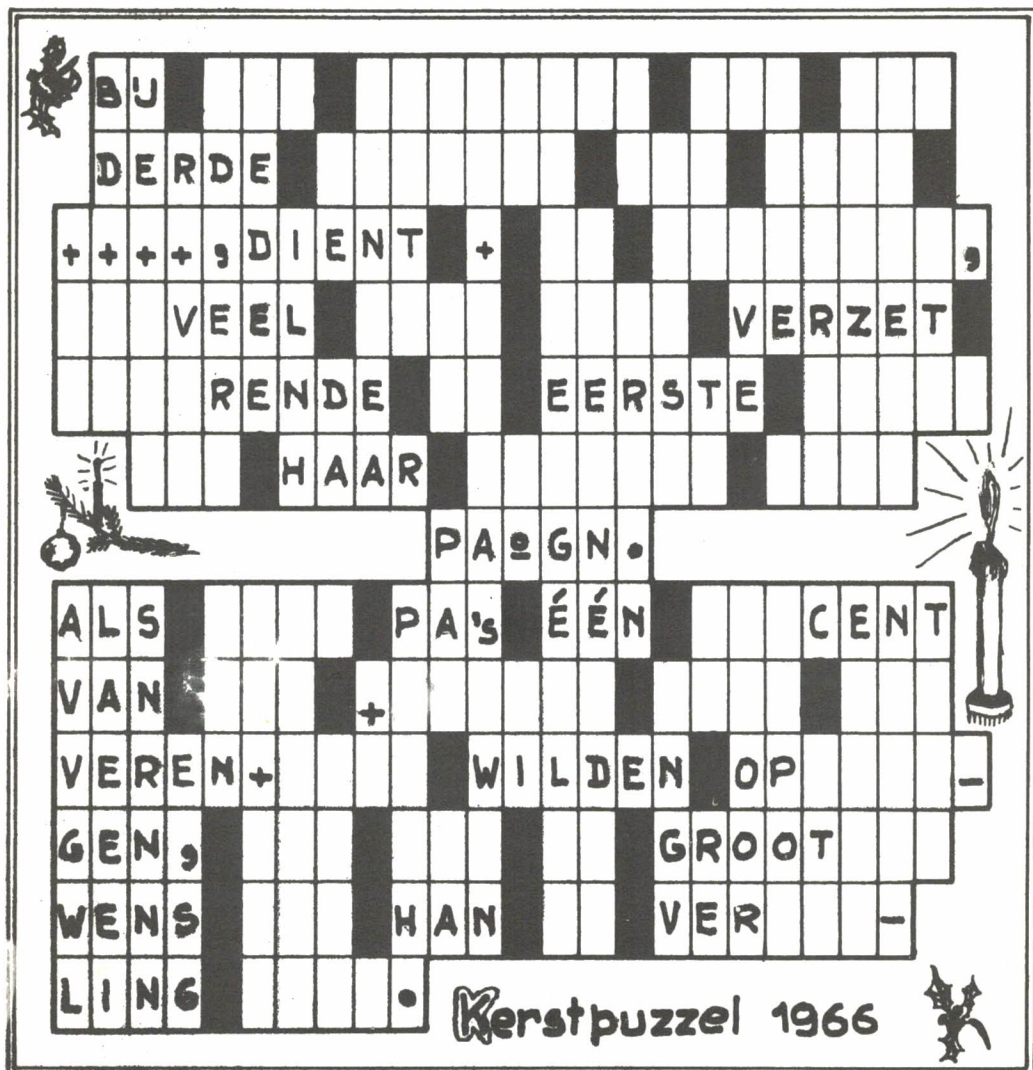 BIJ
DERDE
++++,DIENT + ,
VEEL VERZET
RENDE EERSTE
HAAR
PA°GN.
ALS PA's ÉÉN CENT
VAN +
VEREN+ WILDEN OP –
GEN, GROOT
WENS HAN VER –
LING .
Kerstpuzzel 1966